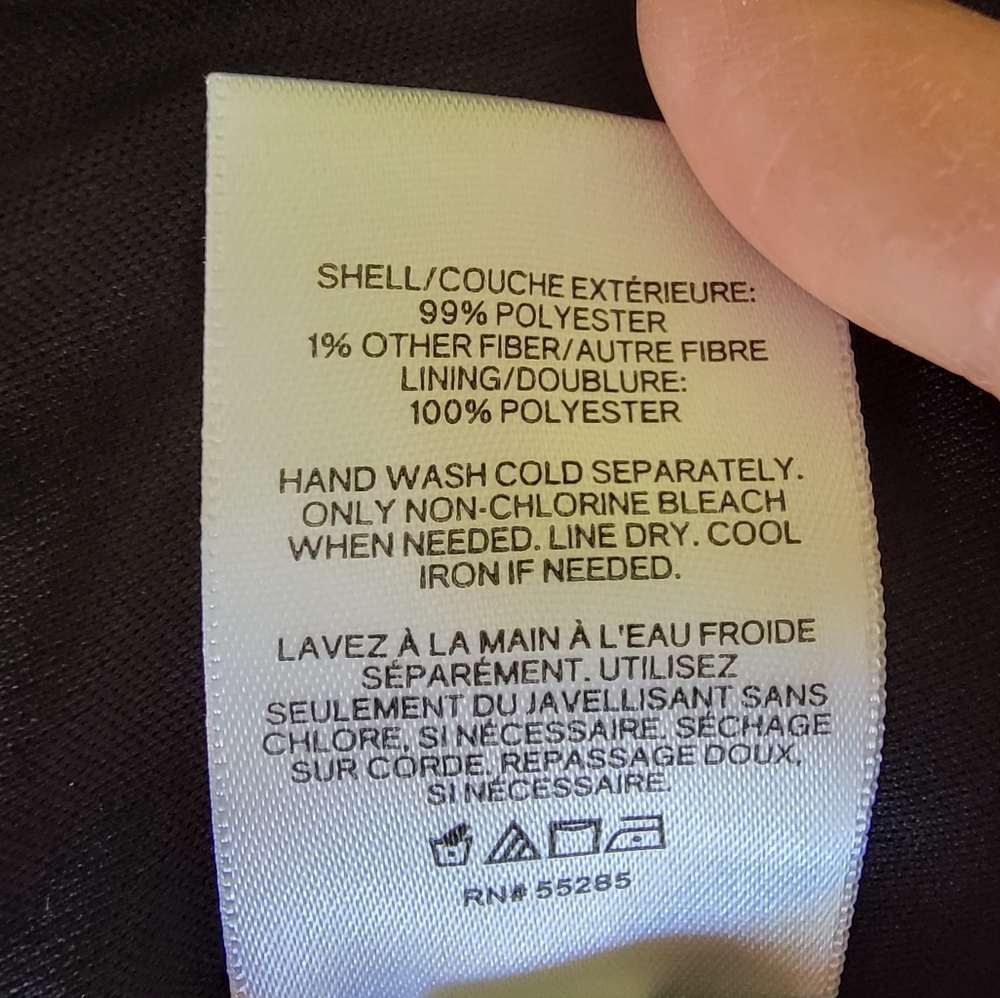 SHELL/COUCHE EXTÉRIEURE:
99% POLYESTER
1% OTHER FIBER/AUTRE FIBRE
LINING/DOUBLURE:
100% POLYESTER
HAND WASH COLD SEPARATELY.
ONLY NON-CHLORINE BLEACH
WHEN NEEDED. LINE DRY. COOL
IRON IF NEEDED.
LAVEZ À LA MAIN À L'EAU FROIDE
SÉPARÉMENT. UTILISEZ
SEULEMENT DU JAVELLISANT SANS
CHLORE, SI NÉCESSAIRE. SÉCHAGE
SUR CORDE. REPASSAGE DOUX,
SI NÉCESSAIRE.
RN# 55285